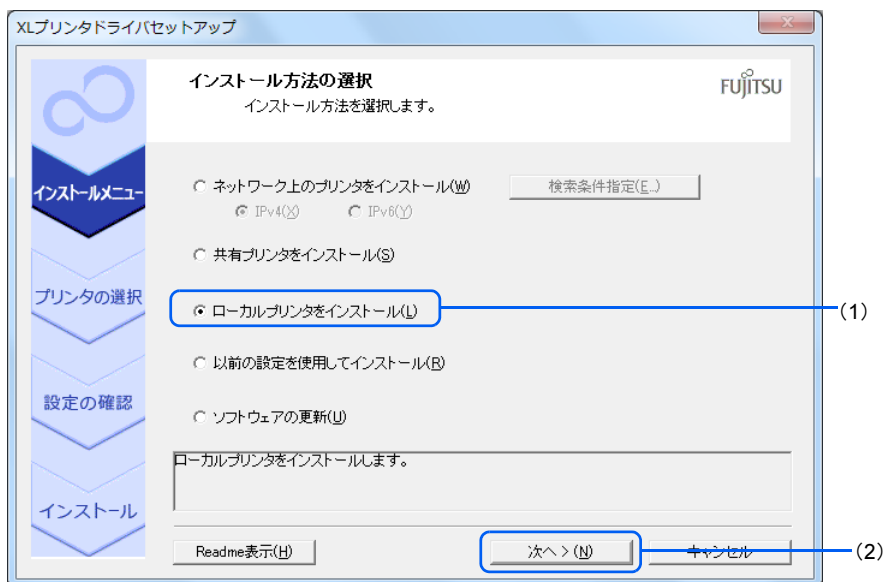 XLプリンタドライバセットアップ
インストール方法の選択
インストール方法を選択します。
FUJITSU
インストールメニュー
プリンタの選択
設定の確認
インストール
ネットワーク上のプリンタをインストール(W)
検索条件指定(E..)
IPv4(X) IPv6(Y)
共有プリンタをインストール(S)
ローカルプリンタをインストール(L)
(1)
以前の設定を使用してインストール(R)
ソフトウェアの更新(U)
ローカルプリンタをインストールします。
Readme表示(H)
次へ >(N)
キャンセル
(2)